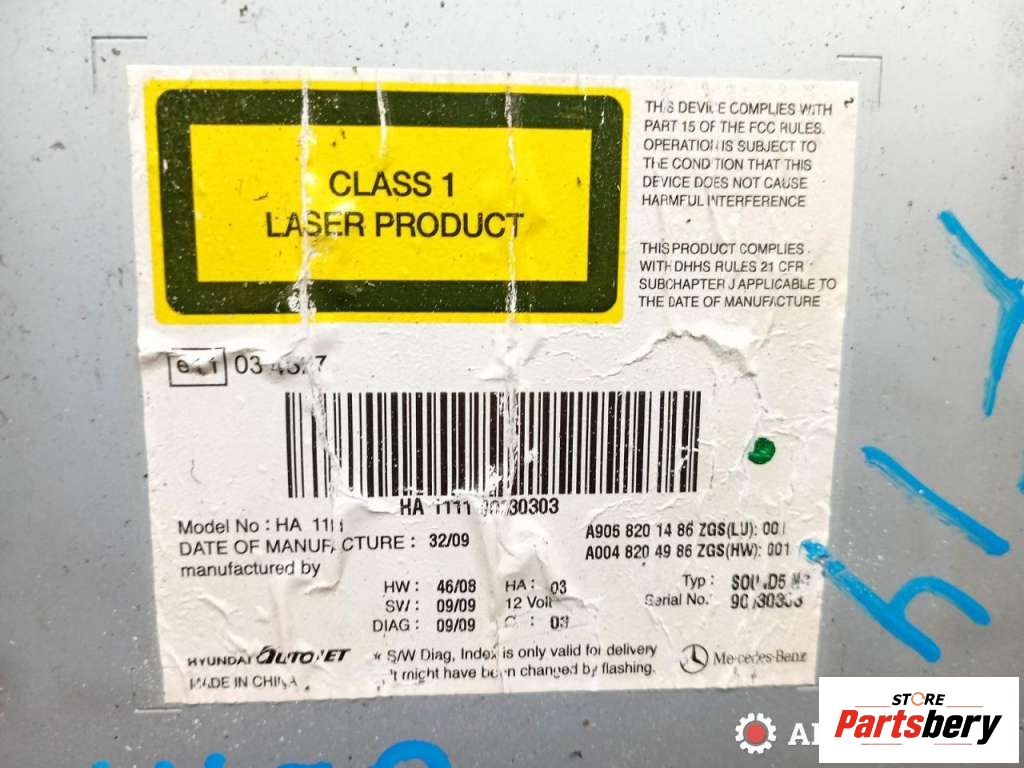 CLASS 1
LASER PRODUCT
THIS DEVICE COMPLIES WITH
PART 15 OF THE FCC RULES.
OPERATION IS SUBJECT TO
THE CONDITION THAT THIS
DEVICE DOES NOT CAUSE
HARMFUL INTERFERENCE
THIS PRODUCT COMPLIES
WITH DHHS RULES 21 CFR
SUBCHAPTER J APPLICABLE TO
THE DATE OF MANUFACTURE
03
HA 1111
Model No : HA 1111
DATE OF MANUFACTURE : 32/09
manufactured by
A906 820 14 86 ZGS(LU): 001
A004 820 49 86 ZGS(HW): 001
HW : 46/08 HA : 03
SW : 09/09 12 Volt
DIAG : 09/09 C : 03
Typ :
Serial No.
HYUNDAI AUTONET
MADE IN CHINA
* S/W Diag, Index is only valid for delivery
It might have been changed by flashing.
Mercedes-Benz
STORE
Partsbery